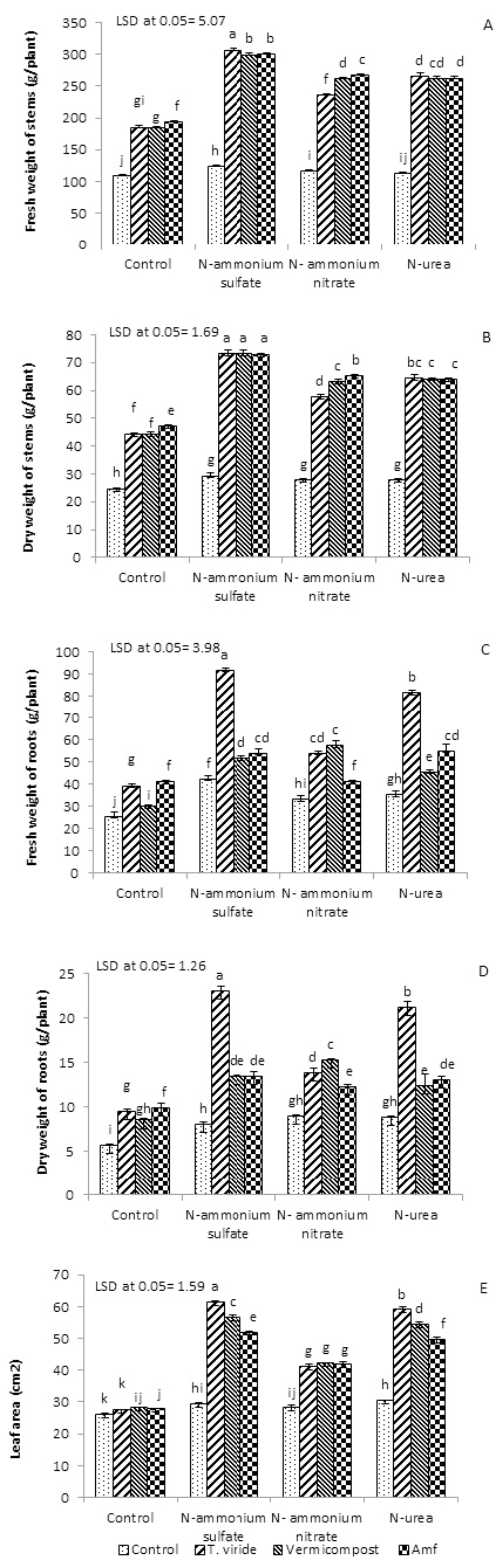 LSD at 0.05= 5.07
A
Fresh weight of stems (g/plant)
350
300
250
200
150
100
50
0
j gi g f
h a b b
i f d c
ij d cd d
Control N-ammonium sulfate N- ammonium nitrate N-urea
LSD at 0.05= 1.69
B
Dry weight of stems (g/plant)
80
70
60
50
40
30
20
10
0
h f f e
g a a a
g d c b
g bc c c
Control N-ammonium sulfate N- ammonium nitrate N-urea
LSD at 0.05= 3.98
C
Fresh weight of roots (g/plant)
100
90
80
70
60
50
40
30
20
10
0
j g i f
f a d cd
hi cd c f
gh b e cd
Control N-ammonium sulfate N- ammonium nitrate N-urea
LSD at 0.05= 1.26
D
Dry weight of roots (g/plant)
25
20
15
10
5
0
i g gh f
h a de de
gh d c e
gh b e de
Control N-ammonium sulfate N- ammonium nitrate N-urea
LSD at 0.05= 1.59
E
Leaf area (cm2)
70
60
50
40
30
20
10
0
k k ij j
hi a c e
ij g g g
h b d f
Control N-ammonium sulfate N- ammonium nitrate N-urea
Control T. viride Vermicompost Amf